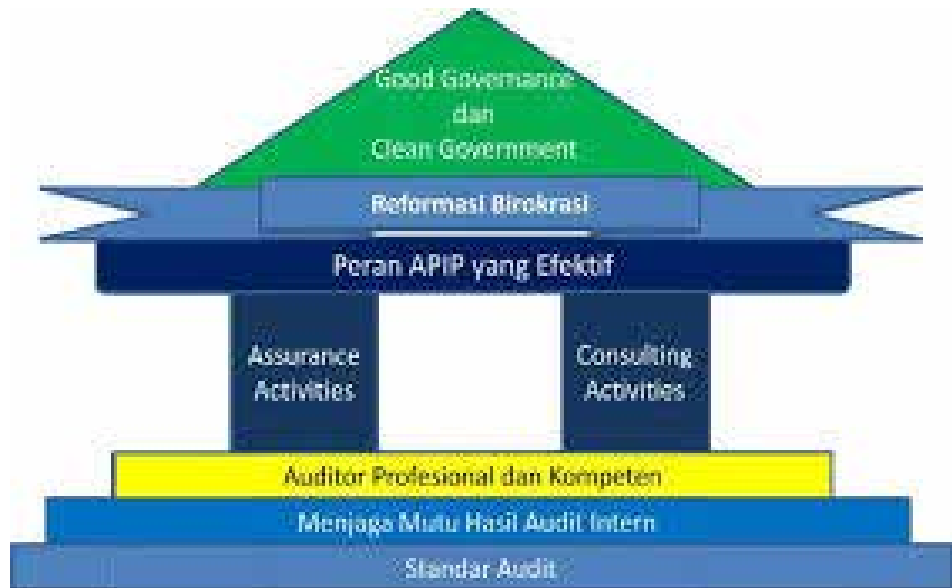 Good Governance
dan
Clean Government
Reformasi Birokrasi
Peran APIP yang Efektif
Assurance
Activities
Consulting
Activities
Auditor Profesional dan Kompeten
Menjaga Mutu Hasil Audit Intern
Standar Audit